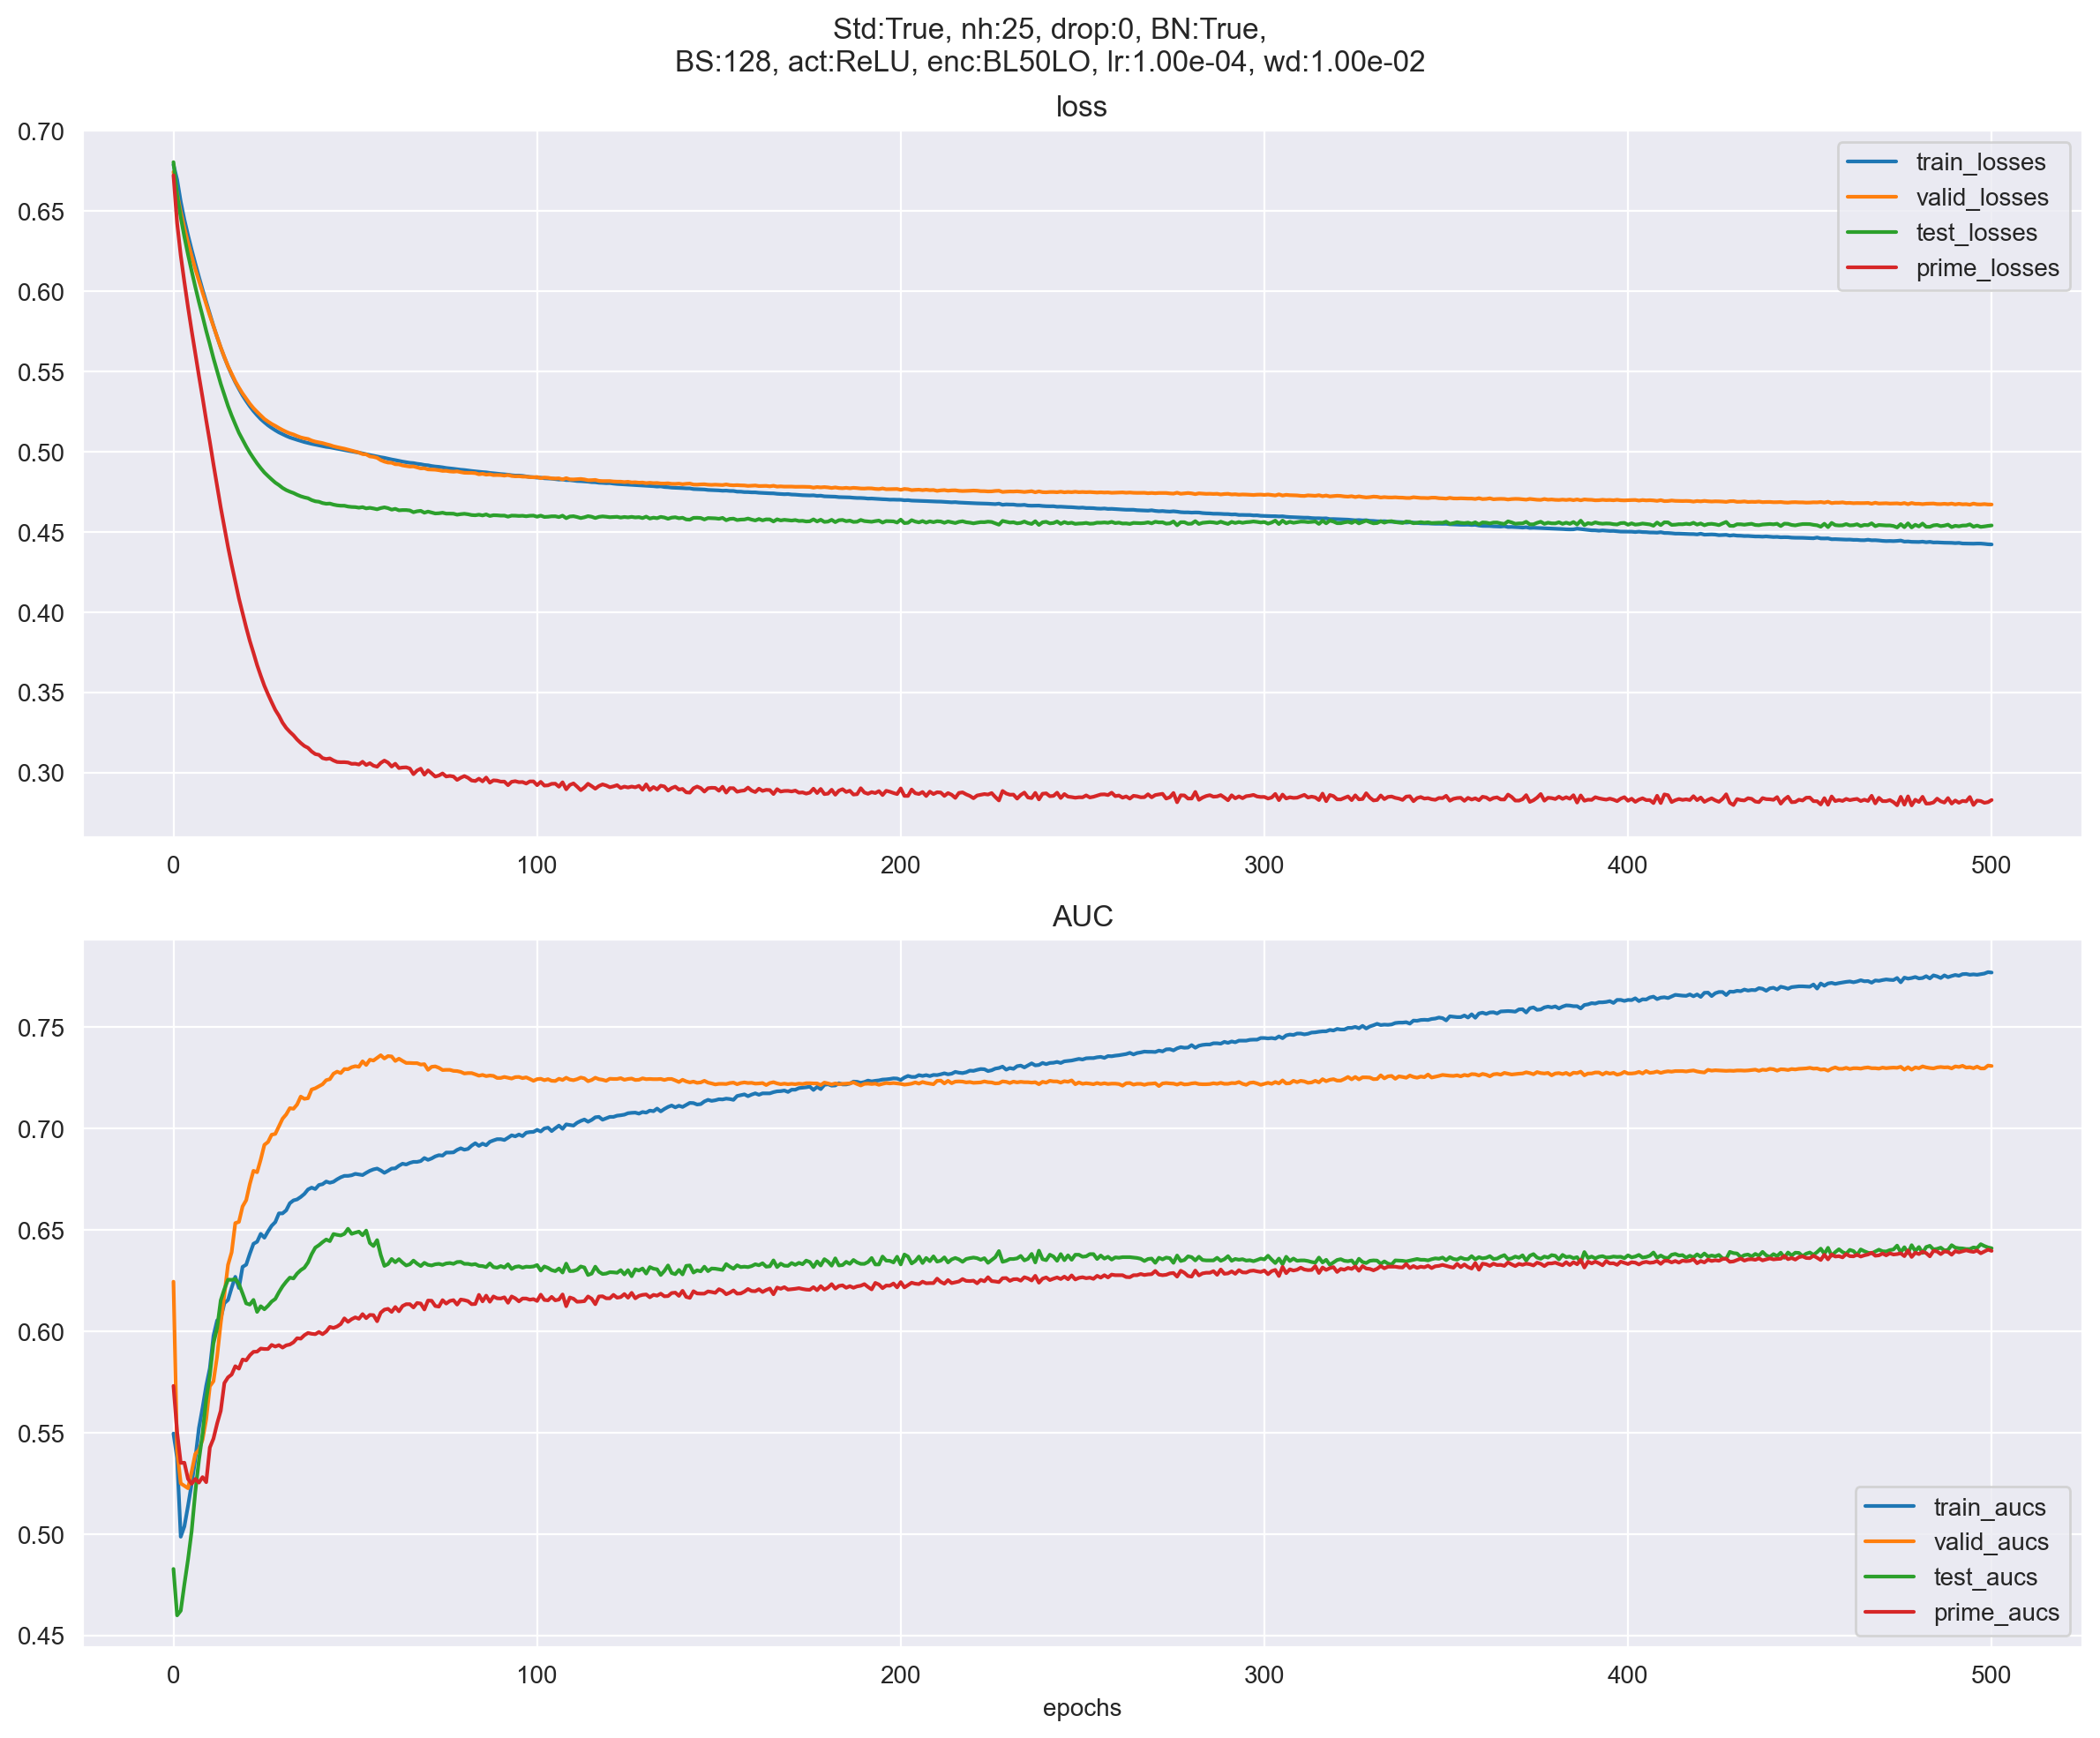 Std:True, nh:25, drop:0, BN:True,
BS:128, act:ReLU, enc:BL50LO, lr:1.00e-04, wd:1.00e-02
loss
0.70
0.65
0.60
0.55
0.50
0.45
0.40
0.35
0.30
train_losses
valid_losses
test_losses
prime_losses
0 100 200 300 400 500
AUC
0.75
0.70
0.65
0.60
0.55
0.50
0.45
train_aucs
valid_aucs
test_aucs
prime_aucs
0 100 200 300 400 500
epochs